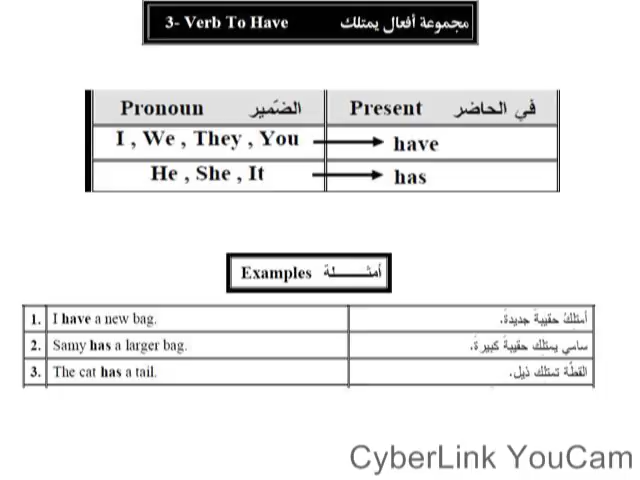 3- Verb To Have مجموعة أفعال يمتلك
Pronoun الضّمير Present في الحاضر
I , We , They , You have
He , She , It has
Examples أمثـــــلة
1. I have a new bag. أمتلكُ حقيبةَ جديدةَ.
2. Samy has a larger bag. سامي يمتلك حقيبةَ كبيرةَ.
3. The cat has a tail. القطّة تمتلك ذيل.
CyberLink YouCam